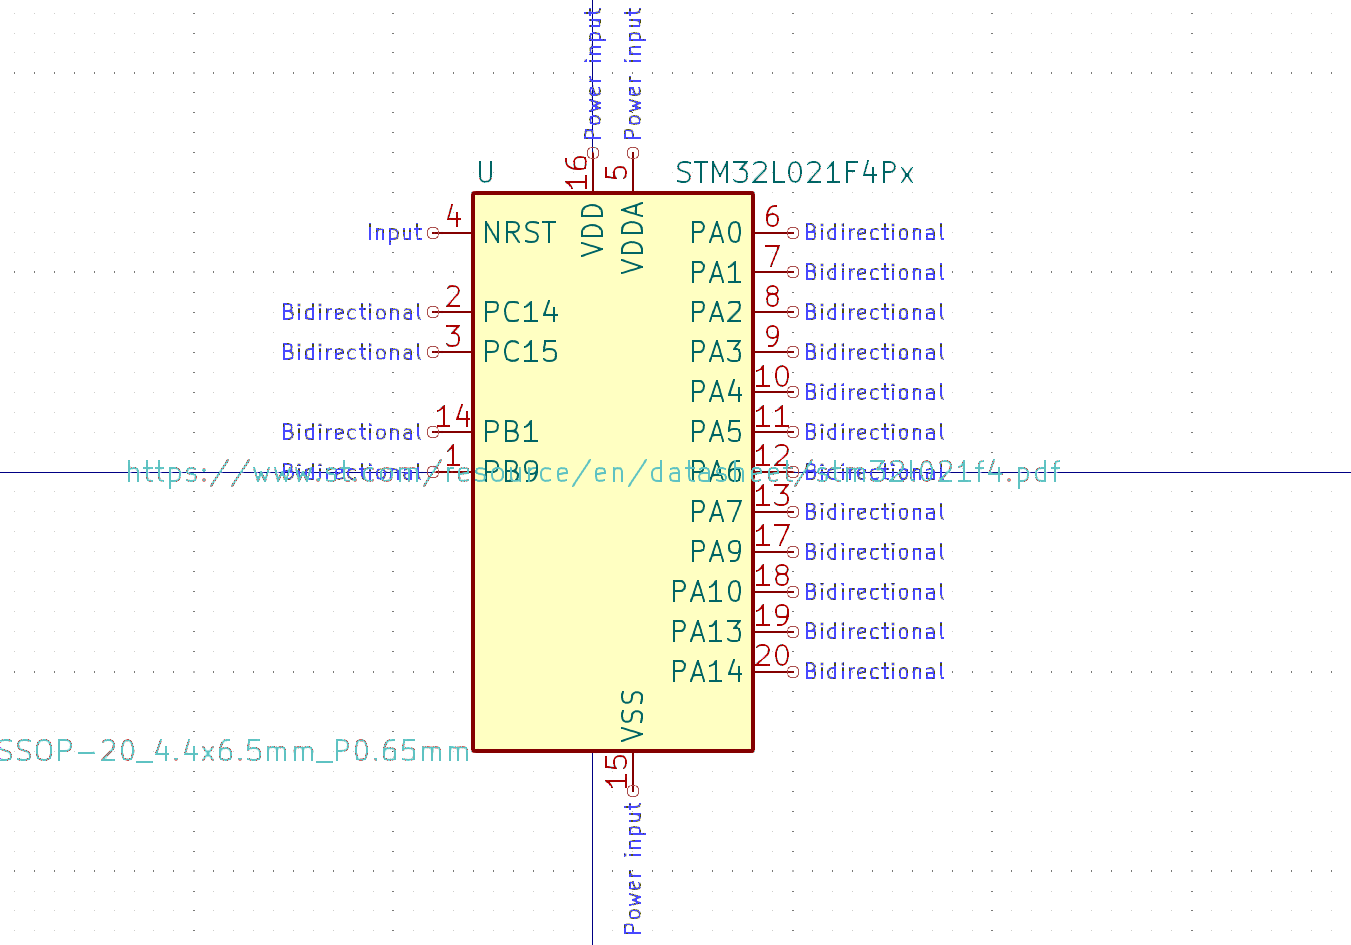 Power input
Power input
16
5
U
STM32L021F4Px
VDD
VDDA
Input 4 NRST
PA0 6 Bidirectional
PA1 7 Bidirectional
Bidirectional 2 PC14
PA2 8 Bidirectional
Bidirectional 3 PC15
PA3 9 Bidirectional
PA4 10 Bidirectional
Bidirectional 14 PB1
PA5 11 Bidirectional
Bidirectional 1 PB9
PA6 12 Bidirectional
https://www.st.com/resource/en/datasheet/stm32l021f4.pdf
PA7 13 Bidirectional
PA9 17 Bidirectional
PA10 18 Bidirectional
PA13 19 Bidirectional
PA14 20 Bidirectional
VSS
SSOP-20_4.4x6.5mm_P0.65mm
15
Power input